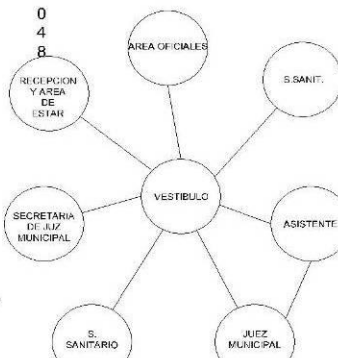 0
4
8
AREA OFICIALES
RECEPCION
Y AREA
DE
ESTAR
S.SANIT.
VESTIBULO
SECRETARIA
DE JUZ
MUNICIPAL
ASISTENTE
S.
SANITARIO
JUEZ
MUNICIPAL